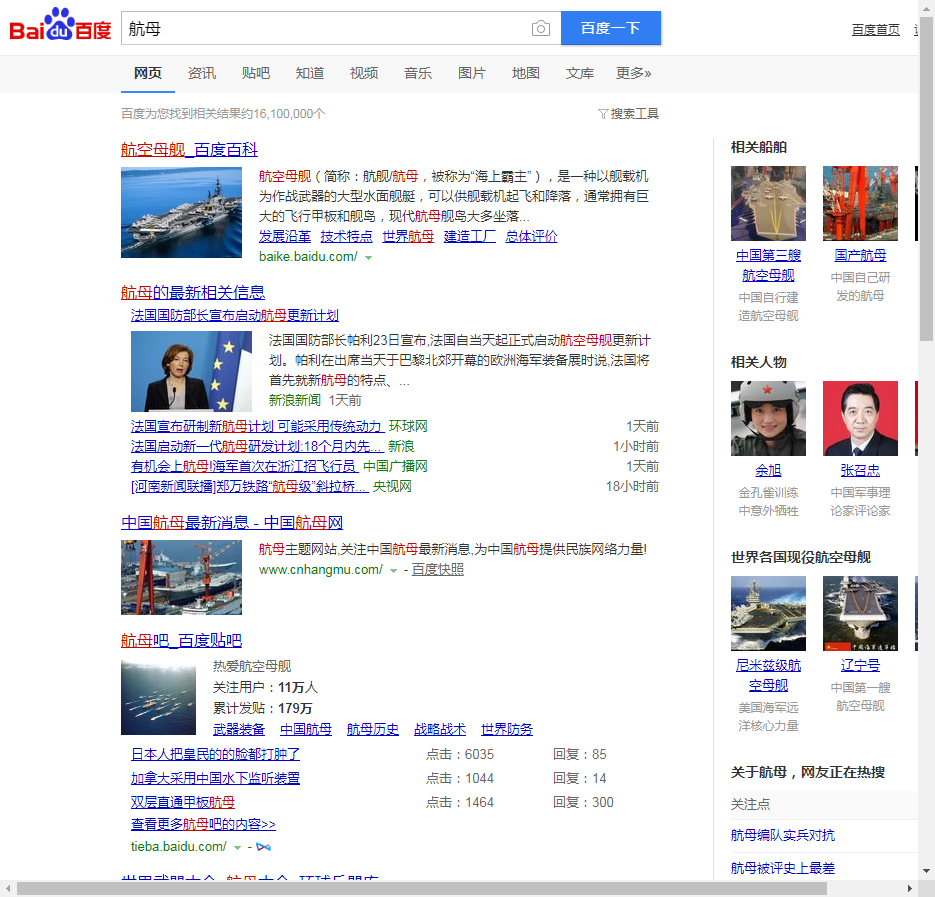 Bai du 百度
航母
百度一下
百度首页
网页 资讯 贴吧 知道 视频 音乐 图片 地图 文库 更多»
百度为您找到相关结果约16,100,000个
搜索工具
航空母舰_百度百科
航空母舰（简称：航舰/航母，被称为“海上霸主”），是一种以舰载机
为作战武器的大型水面舰艇，可以供舰载机起飞和降落，通常拥有巨
大的飞行甲板和舰岛，现代航母舰岛大多坐落...
发展沿革 技术特点 世界航母 建造工厂 总体评价
baike.baidu.com/
航母的最新相关信息
法国国防部长宣布启动航母更新计划
法国国防部长帕利23日宣布,法国自当天起正式启动航空母舰更新计
划。帕利在出席当天于巴黎北郊开幕的欧洲海军装备展时说,法国将
首先就新航母的特点、...
新浪新闻 1天前
法国宣布研制新航母计划 可能采用传统动力 环球网 1天前
法国启动新一代航母研发计划:18个月内先... 新浪 1小时前
有机会上航母!海军首次在浙江招飞行员 中国广播网 1天前
[河南新闻联播]郑万铁路“航母级”斜拉桥... 央视网 18小时前
中国航母最新消息 - 中国航母网
航母主题网站,关注中国航母最新消息,为中国航母提供民族网络力量!
www.cnhangmu.com/ - 百度快照
航母吧_百度贴吧
热爱航空母舰
关注用户：11万人
累计发贴：179万
武器装备 中国航母 航母历史 战略战术 世界防务
日本人把皇民的的脸都打肿了 点击：6035 回复：85
加拿大采用中国水下监听装置 点击：1044 回复：14
双层直通甲板航母 点击：1464 回复：300
查看更多航母吧的内容>>
tieba.baidu.com/ -
相关船舶
中国第三艘
航空母舰
中国自行建
造航空母舰
国产航母
中国自己研
发的航母
相关人物
余旭
金孔雀训练
中意外牺牲
张召忠
中国军事理
论家评论家
世界各国现役航空母舰
尼米兹级航
空母舰
美国海军远
洋核心力量
辽宁号
中国第一艘
航空母舰
关于航母，网友正在热搜
关注点
航母编队实兵对抗
航母被评史上最差